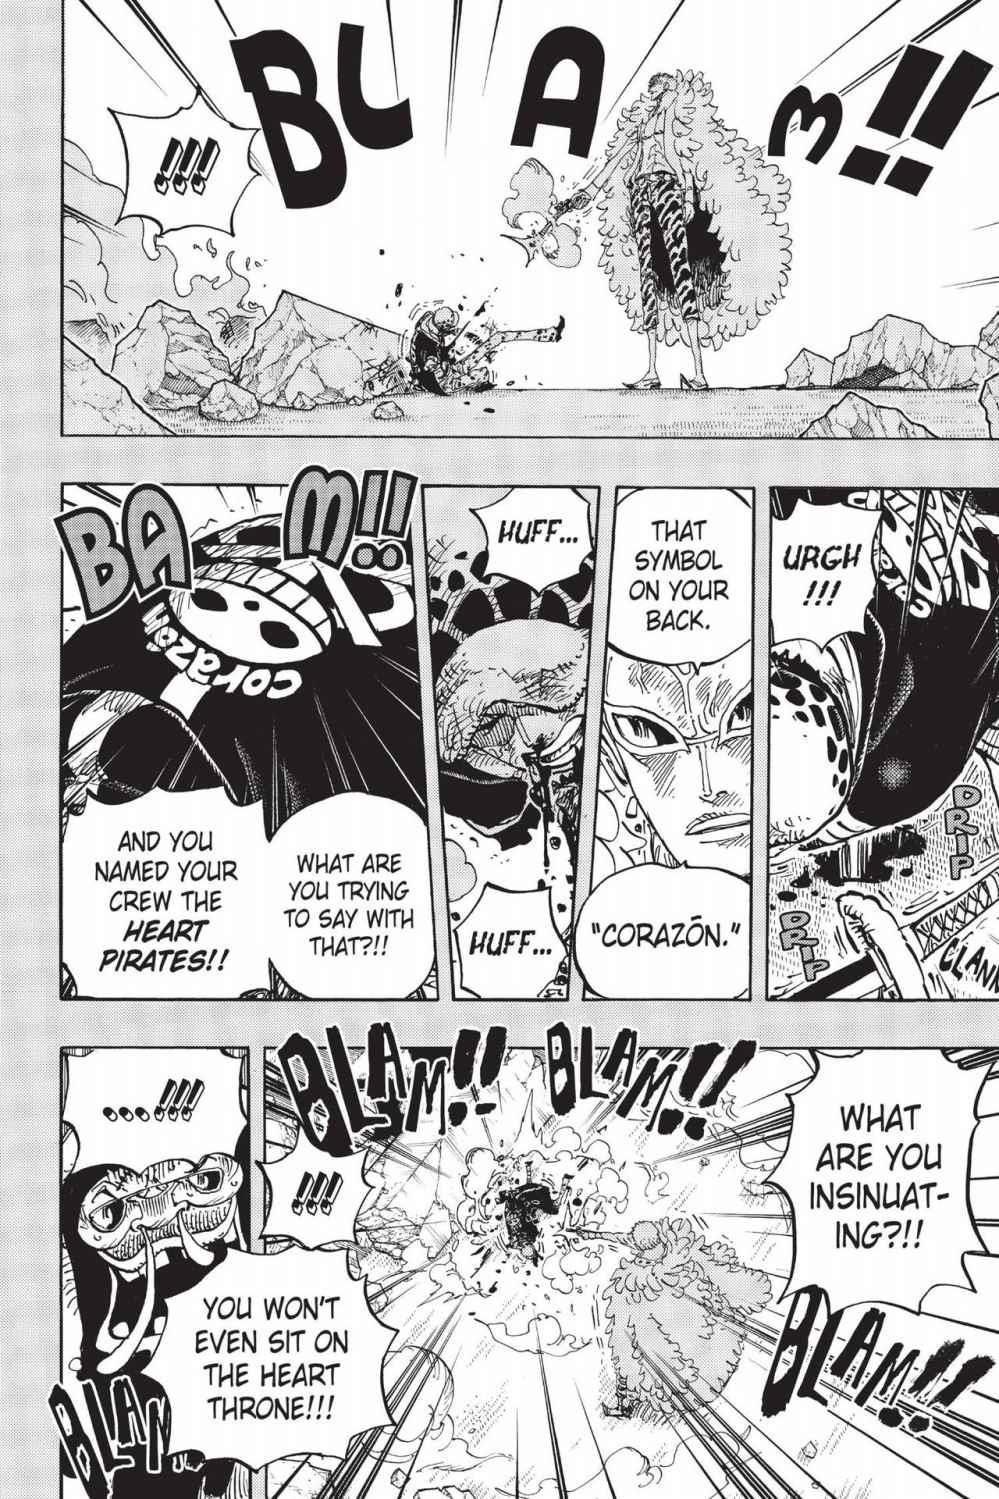 BLAM!!
!!!
URGH
!!!
DRIP
DRIP
CLANK
THAT
SYMBOL
ON YOUR
BACK.
"CORAZŌN."
HUFF...
HUFF...
BAM!!
corazon
WHAT ARE
YOU TRYING
TO SAY WITH
THAT?!!
AND YOU
NAMED YOUR
CREW THE
HEART
PIRATES!!
WHAT
ARE YOU
INSINUAT-
ING?!!
BLAM!!
BLAM!!
BLAM!!
!!!
....!!!
YOU WON'T
EVEN SIT ON
THE HEART
THRONE!!!
BLAM